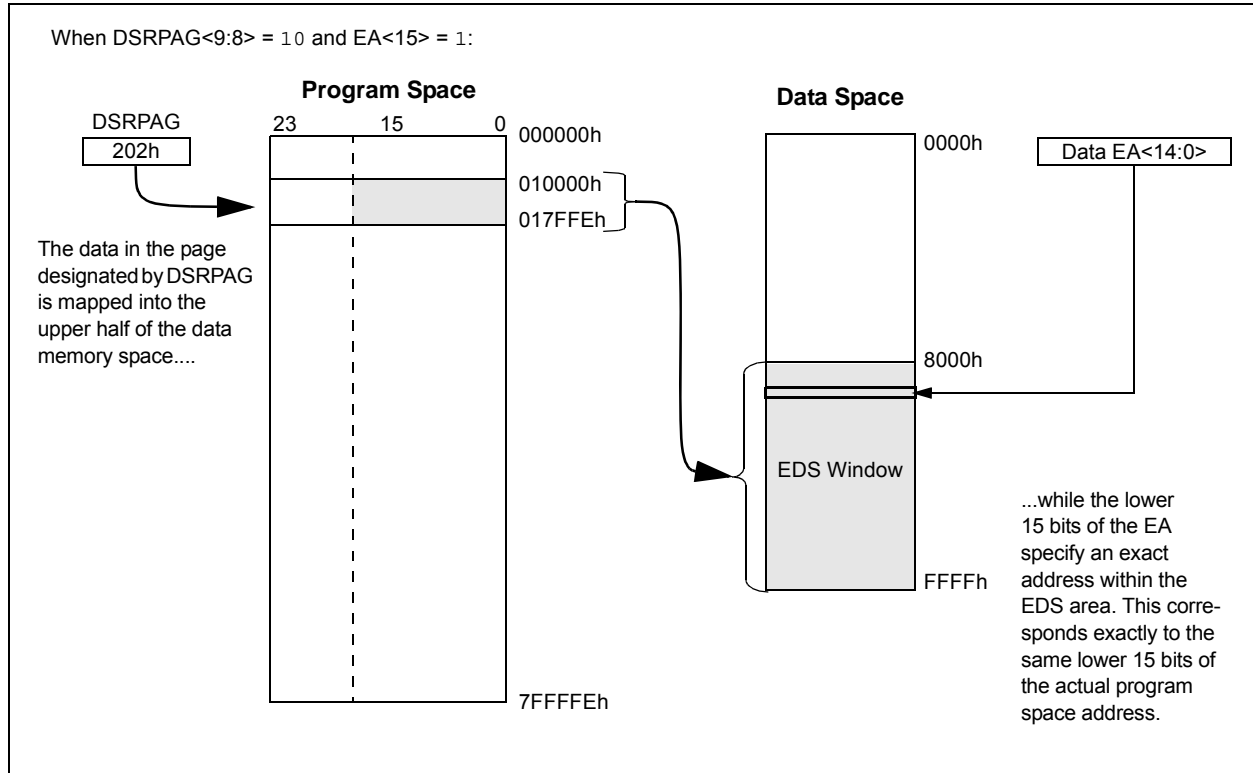 When DSRPAG<9:8> = 10 and EA<15> = 1:
Program Space
Data Space
DSRPAG
202h
23 15 0
000000h
010000h
017FFEh
7FFFFEh
The data in the page
designated by DSRPAG
is mapped into the
upper half of the data
memory space....
0000h
8000h
EDS Window
FFFFh
Data EA<14:0>
...while the lower
15 bits of the EA
specify an exact
address within the
EDS area. This corre-
sponds exactly to the
same lower 15 bits of
the actual program
space address.